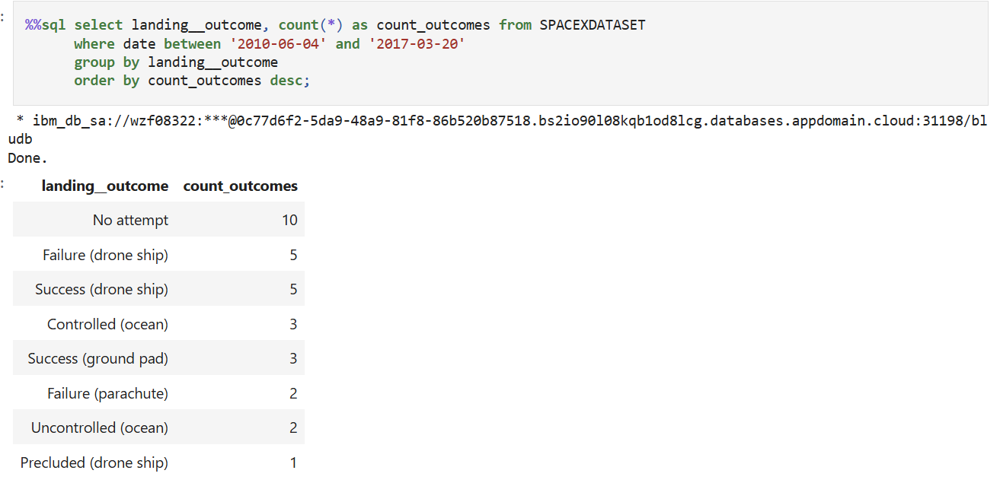 :
%%sql select landing__outcome, count(*) as count_outcomes from SPACEXDATASET
where date between '2010-06-04' and '2017-03-20'
group by landing__outcome
order by count_outcomes desc;
* ibm_db_sa://wzf08322:***@0c77d6f2-5da9-48a9-81f8-86b520b87518.bs2io90l08kqb1od8lcg.databases.appdomain.cloud:31198/bl
udb
Done.
:
landing__outcome count_outcomes
No attempt 10
Failure (drone ship) 5
Success (drone ship) 5
Controlled (ocean) 3
Success (ground pad) 3
Failure (parachute) 2
Uncontrolled (ocean) 2
Precluded (drone ship) 1